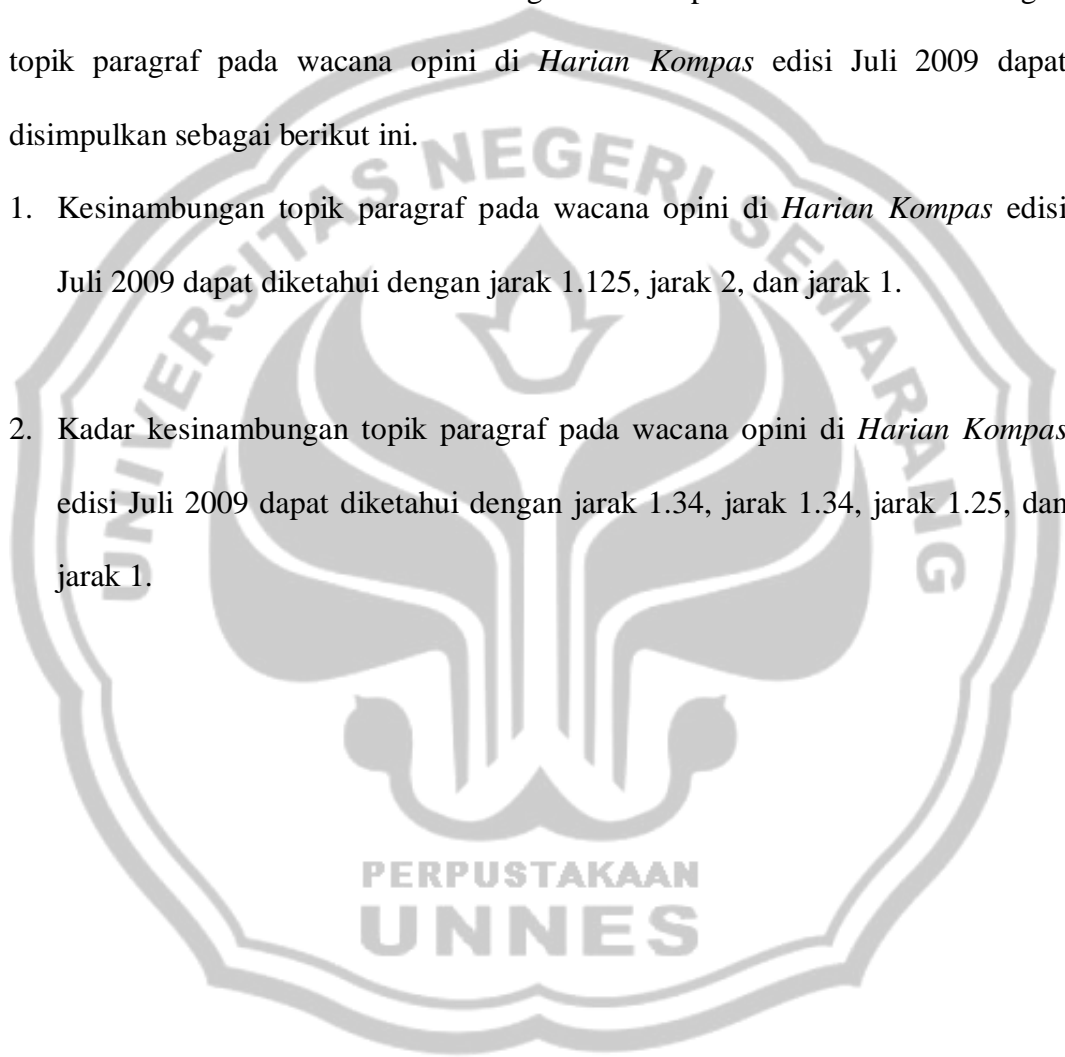 topik paragraf pada wacana opini di Harian Kompas edisi Juli 2009 dapat
disimpulkan sebagai berikut ini.
1. Kesinambungan topik paragraf pada wacana opini di Harian Kompas edisi
Juli 2009 dapat diketahui dengan jarak 1.125, jarak 2, dan jarak 1.
2. Kadar kesinambungan topik paragraf pada wacana opini di Harian Kompas
edisi Juli 2009 dapat diketahui dengan jarak 1.34, jarak 1.34, jarak 1.25, dan
jarak 1.
UNIVERSITAS NEGERI SEMARANG
PERPUSTAKAAN
UNNES